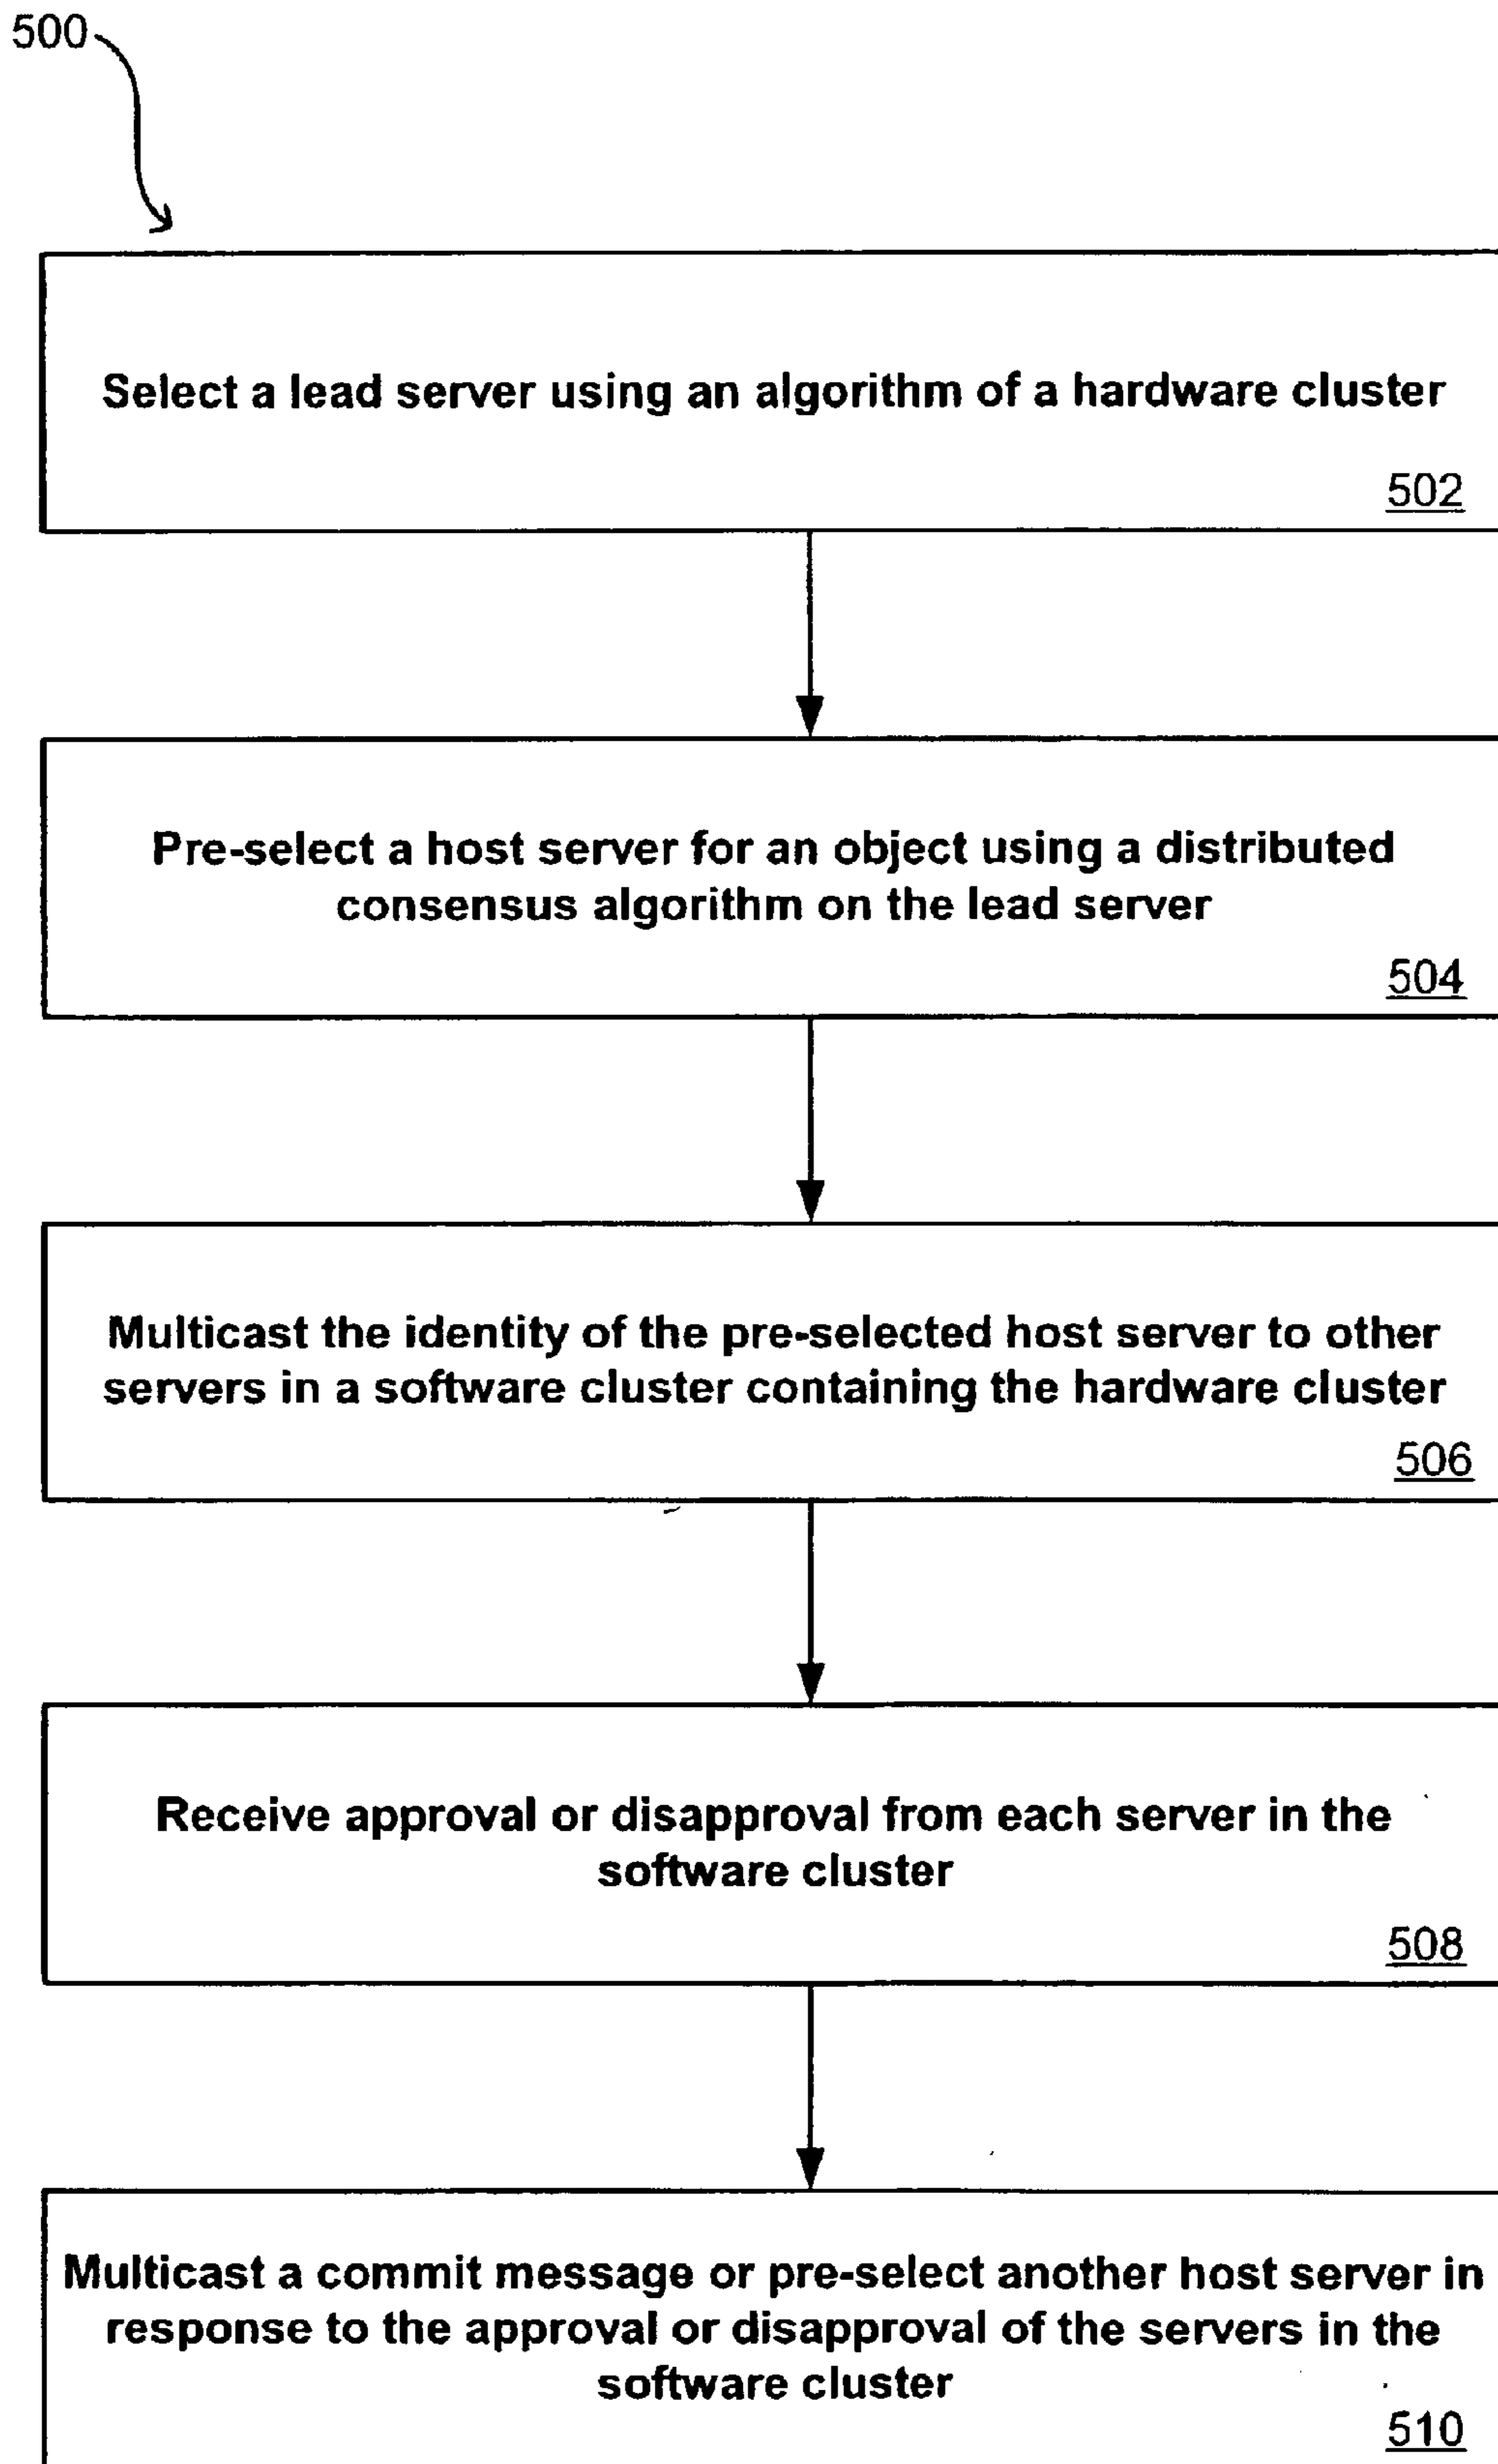 500
Select a lead server using an algorithm of a hardware cluster
502
Pre-select a host server for an object using a distributed
consensus algorithm on the lead server
504
Multicast the identity of the pre-selected host server to other
servers in a software cluster containing the hardware cluster
506
Receive approval or disapproval from each server in the
software cluster
508
Multicast a commit message or pre-select another host server in
response to the approval or disapproval of the servers in the
software cluster
510